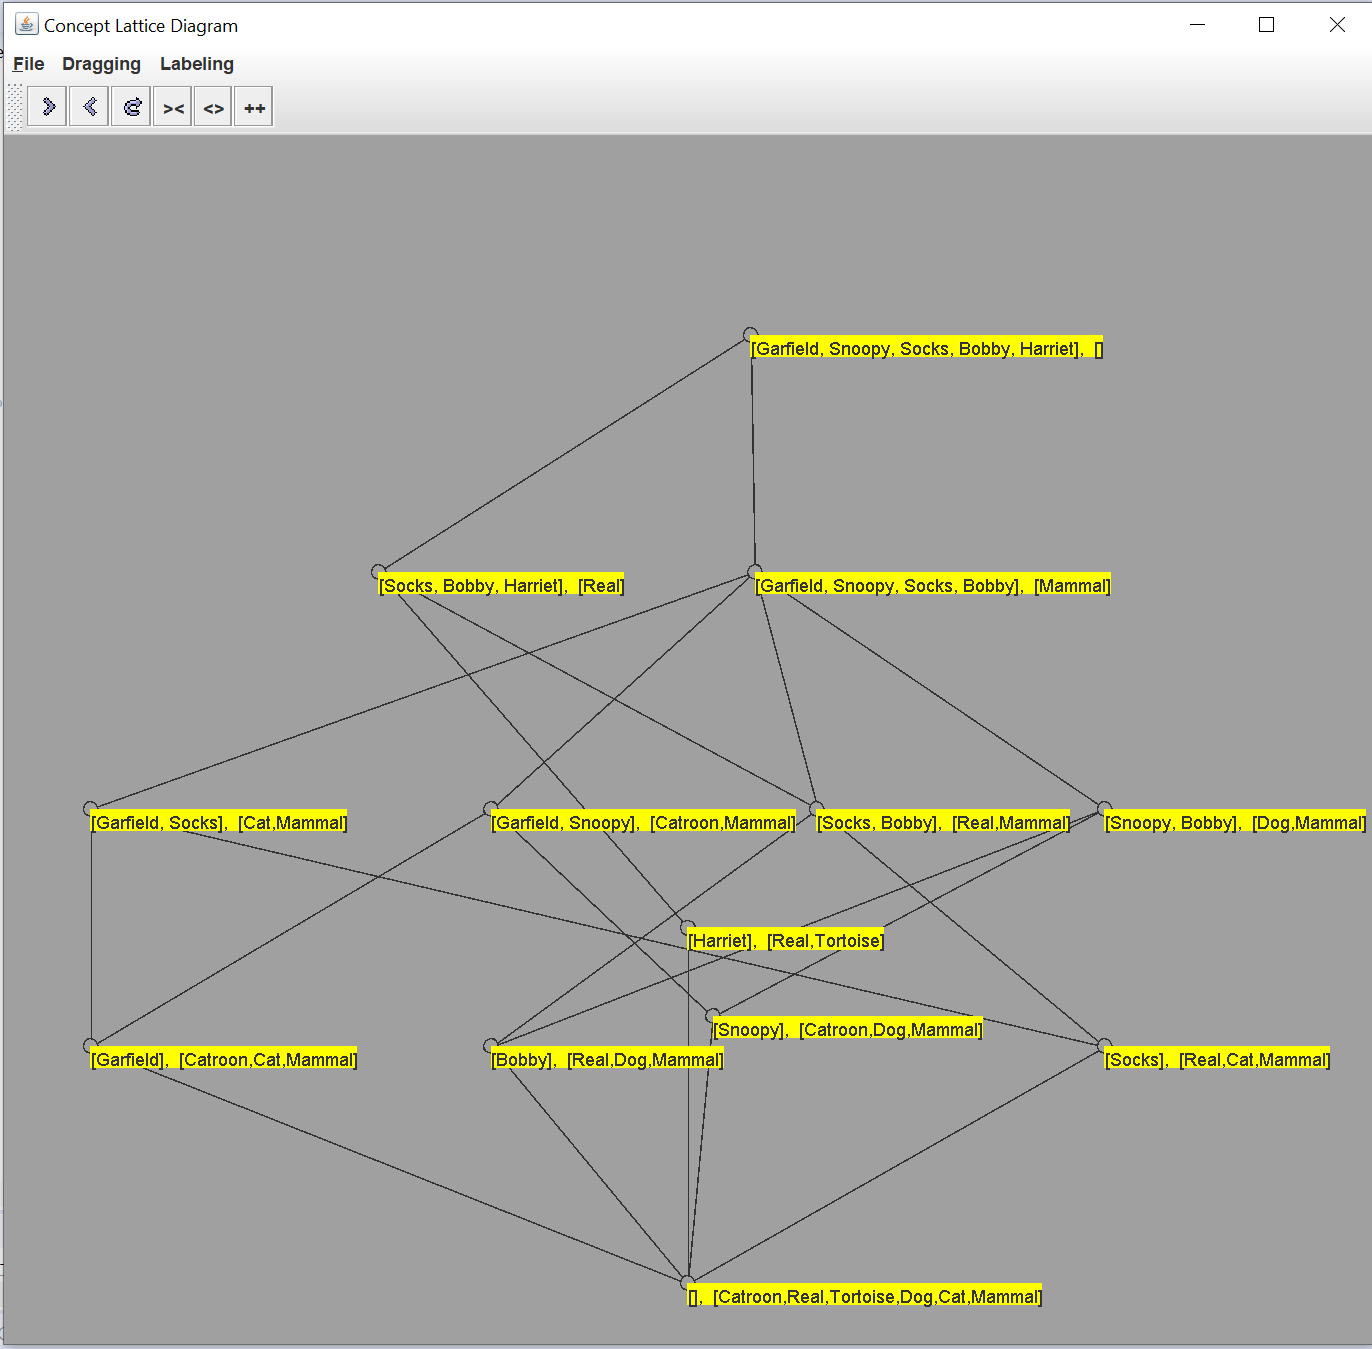 Concept Lattice Diagram
File Dragging Labeling
>< <> ++
[Garfield, Snoopy, Socks, Bobby, Harriet], []
[Socks, Bobby, Harriet], [Real]
[Garfield, Snoopy, Socks, Bobby], [Mammal]
[Garfield, Socks], [Cat,Mammal]
[Garfield, Snoopy], [Catroon,Mammal]
[Socks, Bobby], [Real,Mammal]
[Snoopy, Bobby], [Dog,Mammal]
[Harriet], [Real,Tortoise]
[Snoopy], [Catroon,Dog,Mammal]
[Garfield], [Catroon,Cat,Mammal]
[Bobby], [Real,Dog,Mammal]
[Socks], [Real,Cat,Mammal]
[], [Catroon,Real,Tortoise,Dog,Cat,Mammal]